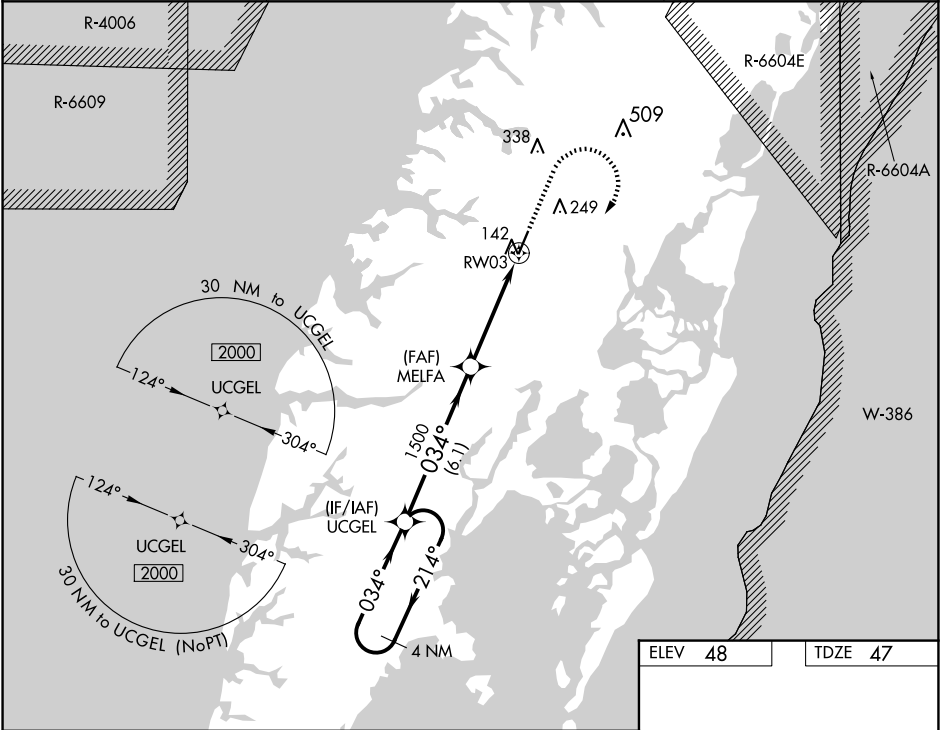 R-4006
R-6604E
R-6609
509
338
R-6604A
249
142
RW03
30 NM to UCGEL
2000
(FAF)
MELFA
UCGEL
124°
304°
W-386
1500
034°
(6.1)
124°
(IF/IAF)
UCGEL
304°
UCGEL
2000
034°
214°
30 NM to UCGEL (NoPT)
4 NM
ELEV 48
TDZE 47